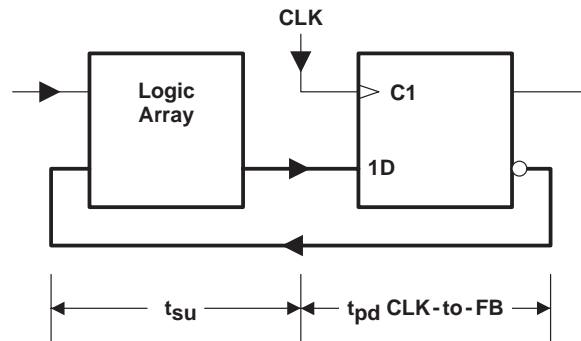 CLK
Logic
Array
C1
1D
tsu
tpd CLK-to-FB